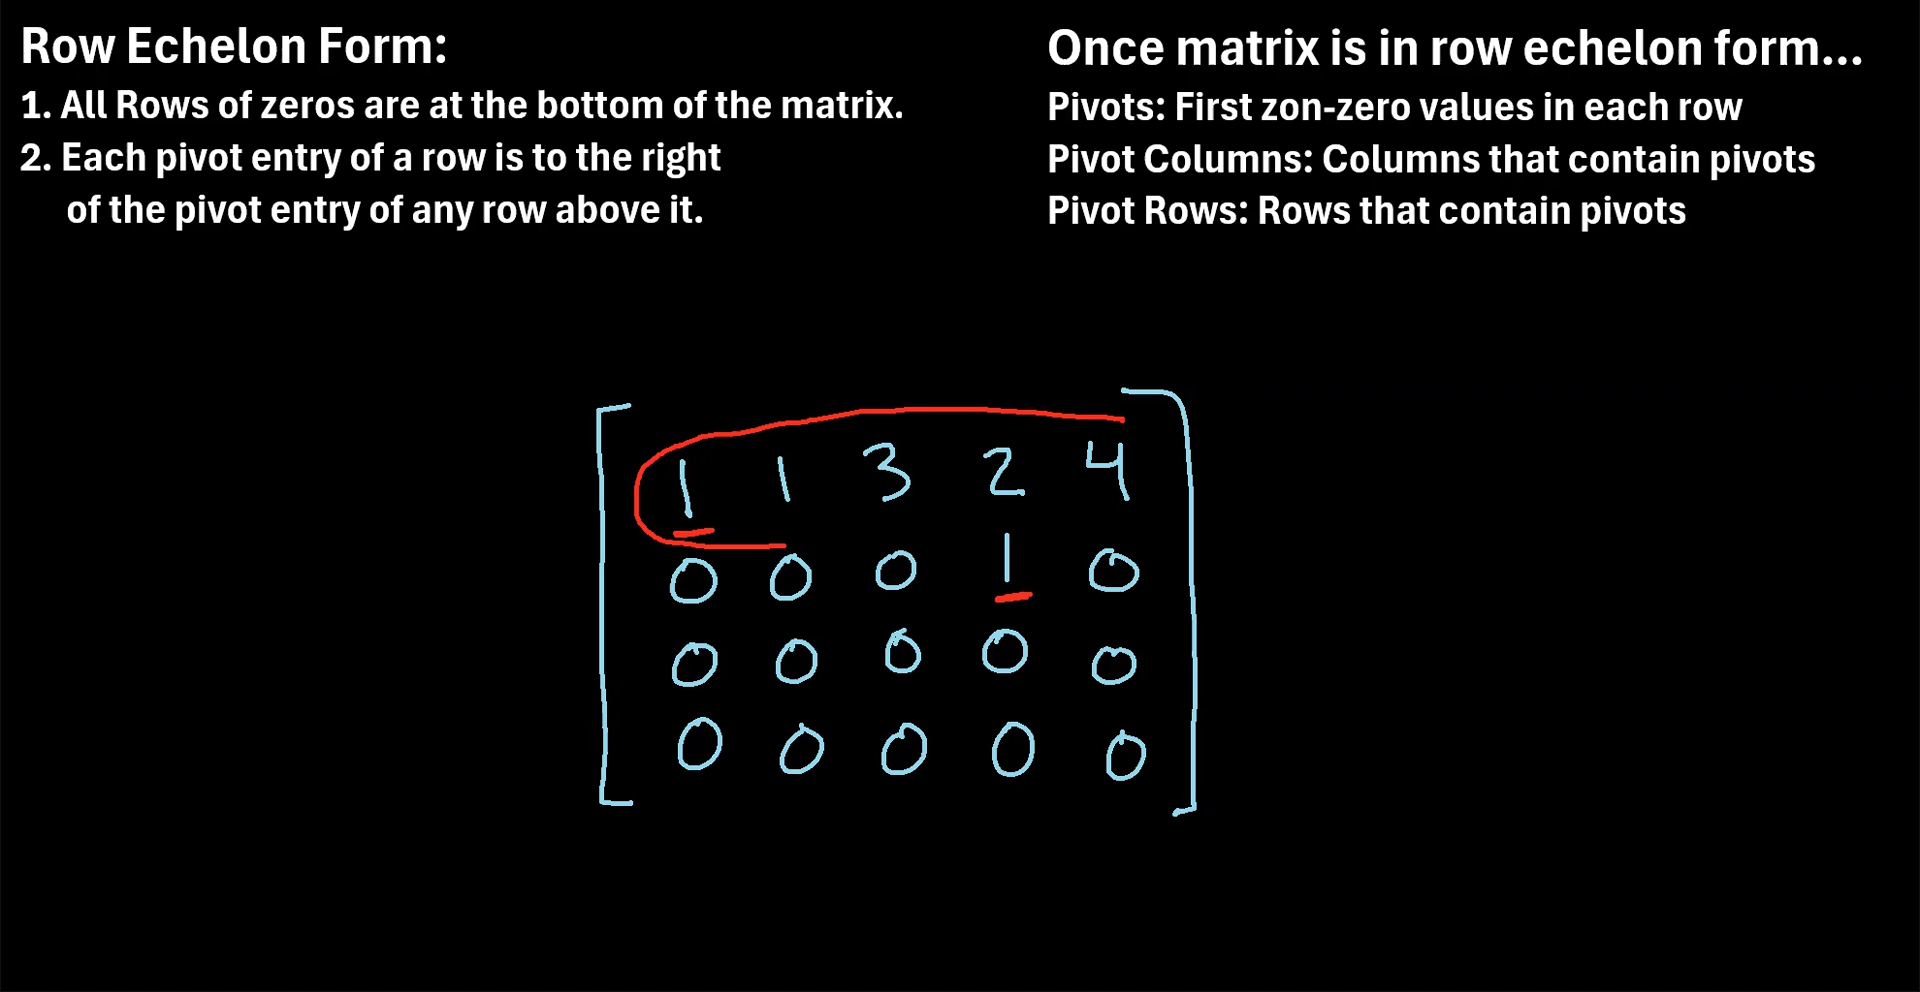 Row Echelon Form:
1. All Rows of zeros are at the bottom of the matrix.
2. Each pivot entry of a row is to the right
of the pivot entry of any row above it.
Once matrix is in row echelon form...
Pivots: First zon-zero values in each row
Pivot Columns: Columns that contain pivots
Pivot Rows: Rows that contain pivots
1 1 3 2 4
0 0 0 1 0
0 0 0 0 0
0 0 0 0 0